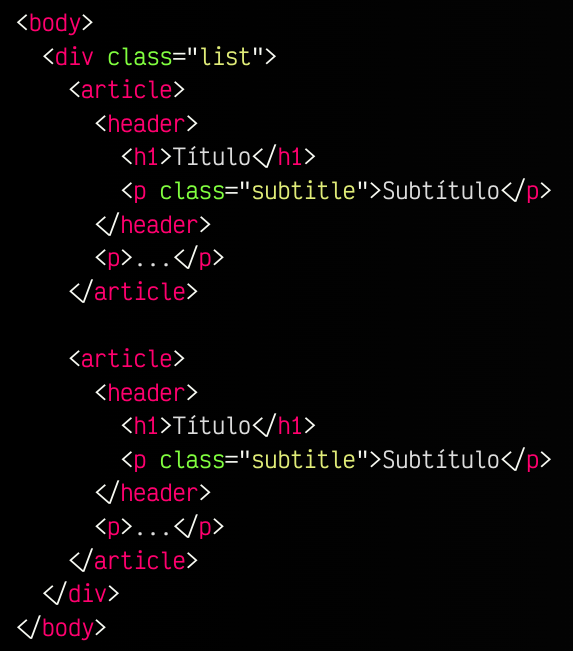 <body>
  <div class="list">
    <article>
      <header>
        <h1>Título</h1>
        <p class="subtitle">Subtítulo</p>
      </header>
      <p>...</p>
    </article>

    <article>
      <header>
        <h1>Título</h1>
        <p class="subtitle">Subtítulo</p>
      </header>
      <p>...</p>
    </article>
  </div>
</body>